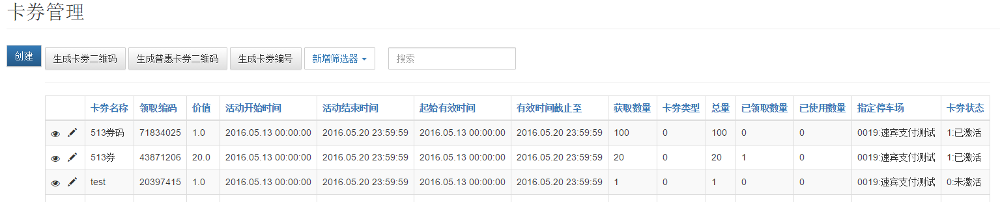 卡券管理
创建 生成卡券二维码 生成普惠卡券二维码 生成卡券编号 新增筛选器 搜索
卡券名称 领取编码 价值 活动开始时间 活动结束时间 起始有效时间 有效时间截止至 获取数量 卡券类型 总量 已领取数量 已使用数量 指定停车场 卡券状态
513券码 71834025 1.0 2016.05.13 00:00:00 2016.05.20 23:59:59 2016.05.13 00:00:00 2016.05.20 23:59:59 100 0 100 0 0 0019:速宾支付测试 1:已激活
513券 43871206 20.0 2016.05.13 00:00:00 2016.05.20 23:59:59 2016.05.13 00:00:00 2016.05.20 23:59:59 20 0 20 1 0 0019:速宾支付测试 1:已激活
test 20397415 1.0 2016.05.13 00:00:00 2016.05.20 23:59:59 2016.05.13 00:00:00 2016.05.20 23:59:59 1 0 1 0 0 0019:速宾支付测试 0:未激活